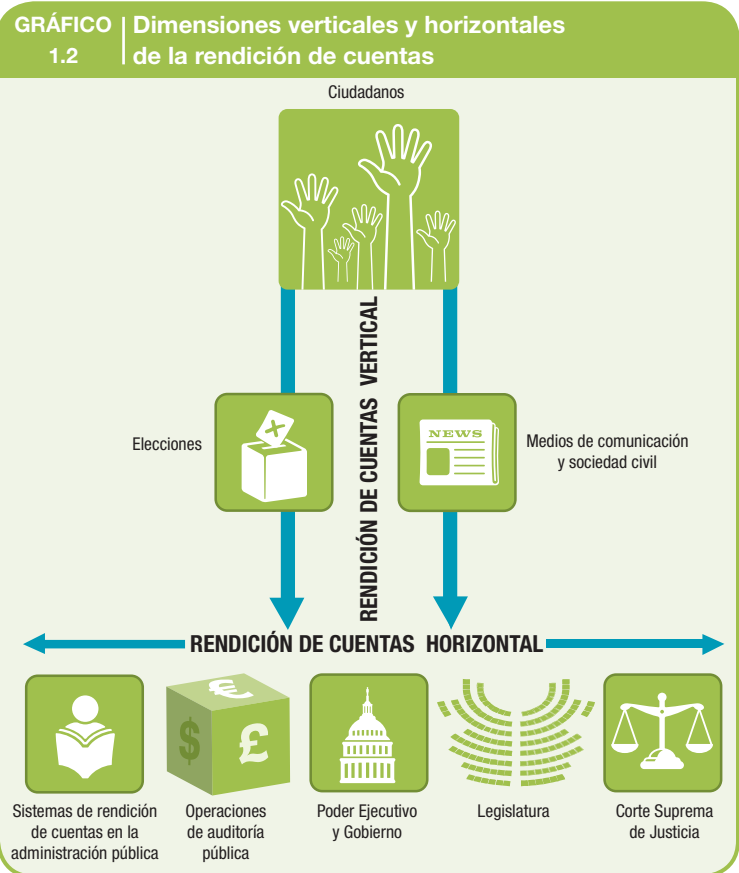 GRÁFICO
1.2
Dimensiones verticales y horizontales
de la rendición de cuentas
Ciudadanos
RENDICIÓN DE CUENTAS VERTICAL
Elecciones
NEWS
Medios de comunicación
y sociedad civil
RENDICIÓN DE CUENTAS HORIZONTAL
€
$
£
Sistemas de rendición
de cuentas en la
administración pública
Operaciones
de auditoría
pública
Poder Ejecutivo
y Gobierno
Legislatura
Corte Suprema
de Justicia